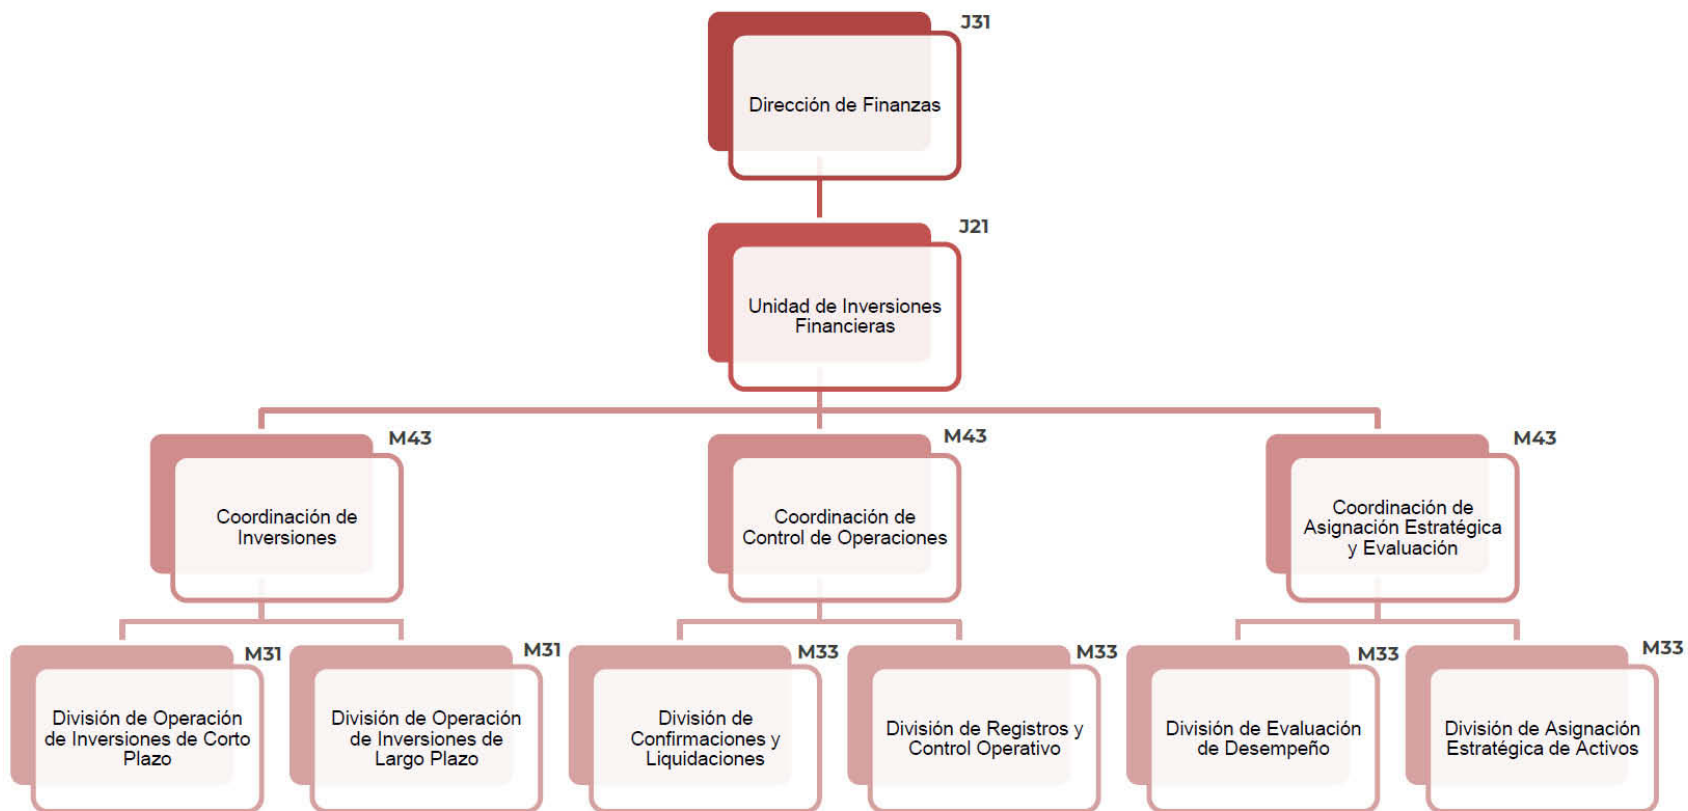 J31
Dirección de Finanzas
J21
Unidad de Inversiones
Financieras
M43
Coordinación de
Inversiones
M43
Coordinación de
Control de Operaciones
M43
Coordinación de
Asignación Estratégica
y Evaluación
M31
División de Operación
de Inversiones de Corto
Plazo
M31
División de Operación
de Inversiones de
Largo Plazo
M33
División de
Confirmaciones y
Liquidaciones
M33
División de Registros y
Control Operativo
M33
División de Evaluación
de Desempeño
M33
División de Asignación
Estratégica de Activos